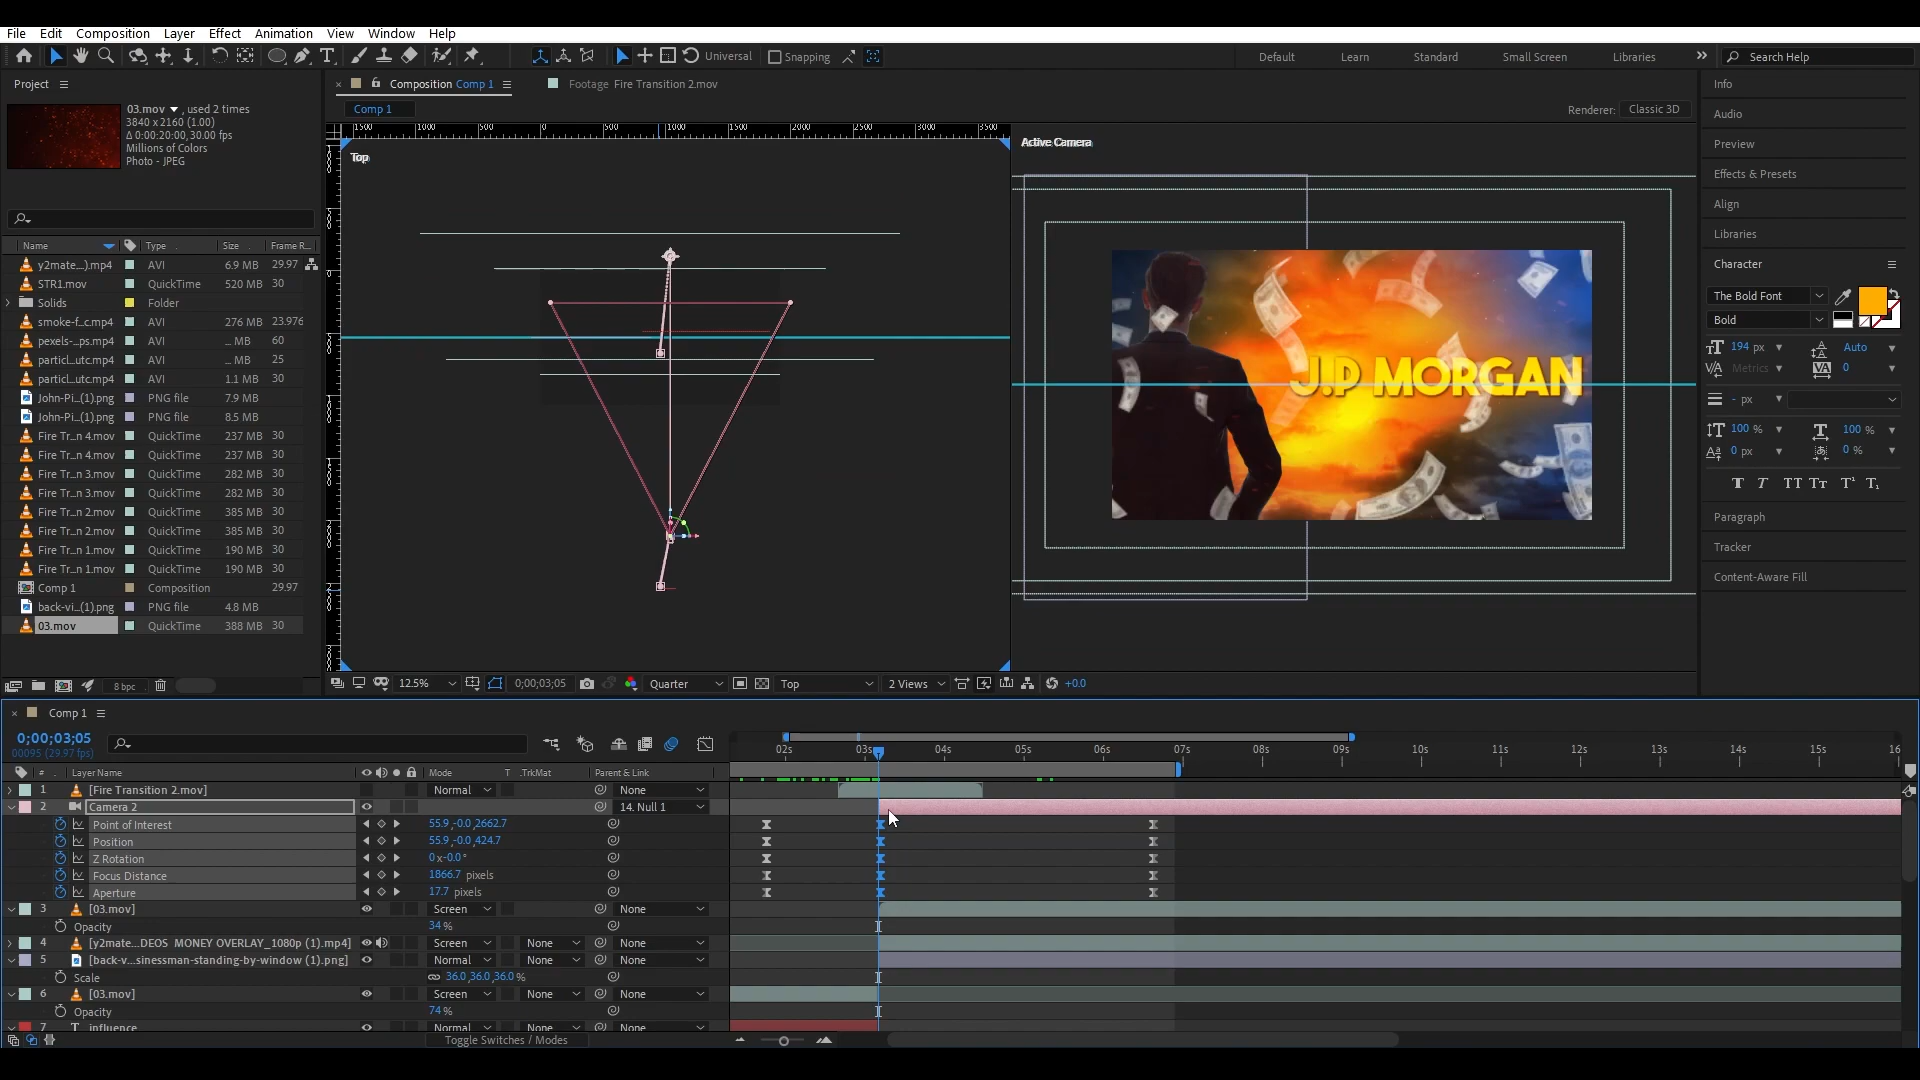 File Edit Composition Layer Effect Animation View Window Help
Universal Snapping Default Learn Standard Small Screen Libraries Search Help
Project
03.mov , used 2 times
3840 x 2160 (1.00)
Δ 0:00:20:00, 30.00 fps
Millions of Colors
Photo - JPEG
Name Type Size Frame R...
y2mate....).mp4 AVI 6.9 MB 29.97
STR1.mov QuickTime 520 MB 30
Solids Folder
smoke-f...c.mp4 AVI 276 MB 23.976
pexels-...ps.mp4 AVI ... MB 60
particl...utc.mp4 AVI ... MB 25
particl...utc.mp4 AVI 1.1 MB 30
John-Pi...(1).png PNG file 7.9 MB
John-Pi...(1).png PNG file 8.5 MB
Fire Tr...n 4.mov QuickTime 237 MB 30
Fire Tr...n 4.mov QuickTime 237 MB 30
Fire Tr...n 3.mov QuickTime 282 MB 30
Fire Tr...n 3.mov QuickTime 282 MB 30
Fire Tr...n 2.mov QuickTime 385 MB 30
Fire Tr...n 2.mov QuickTime 385 MB 30
Fire Tr...n 1.mov QuickTime 190 MB 30
Fire Tr...n 1.mov QuickTime 190 MB 30
Comp 1 Composition 29.97
back-vi...(1).png PNG file 4.8 MB
03.mov QuickTime 388 MB 30
8 bpc
Composition Comp 1 Footage Fire Transition 2.mov
Comp 1
Renderer: Classic 3D
1500 1000 500 0 500 1000 1500 2000 2500 3000 3500
Top
Active Camera
J.P MORGAN
12.5% 0;00;03;05 Quarter Top 2 Views +0.0
Info
Audio
Preview
Effects & Presets
Align
Libraries
Character
The Bold Font
Bold
194 px Auto
Metrics 0
- px
100 % 100 %
0 px 0 %
Paragraph
Tracker
Content-Aware Fill
Comp 1
0;00;03;05
00095 (29.97 fps)
02s 03s 04s 05s 06s 07s 08s 09s 10s 11s 12s 13s 14s 15s 16
# Layer Name Mode T .TrkMat Parent & Link
1 [Fire Transition 2.mov] Normal None
2 Camera 2 14. Null 1
Point of Interest 55.9,-0.0,2662.7
Position 55.9,-0.0,424.7
Z Rotation 0x-0.0°
Focus Distance 1866.7 pixels
Aperture 17.7 pixels
3 [03.mov] Screen None
Opacity 34%
4 [y2mate...DEOS MONEY OVERLAY_1080p (1).mp4] Screen None None
5 [back-v...sinessman-standing-by-window (1).png] Normal None None
Scale 36.0,36.0,36.0%
6 [03.mov] Screen None None
Opacity 74%
7 T influence Normal None None
Toggle Switches / Modes